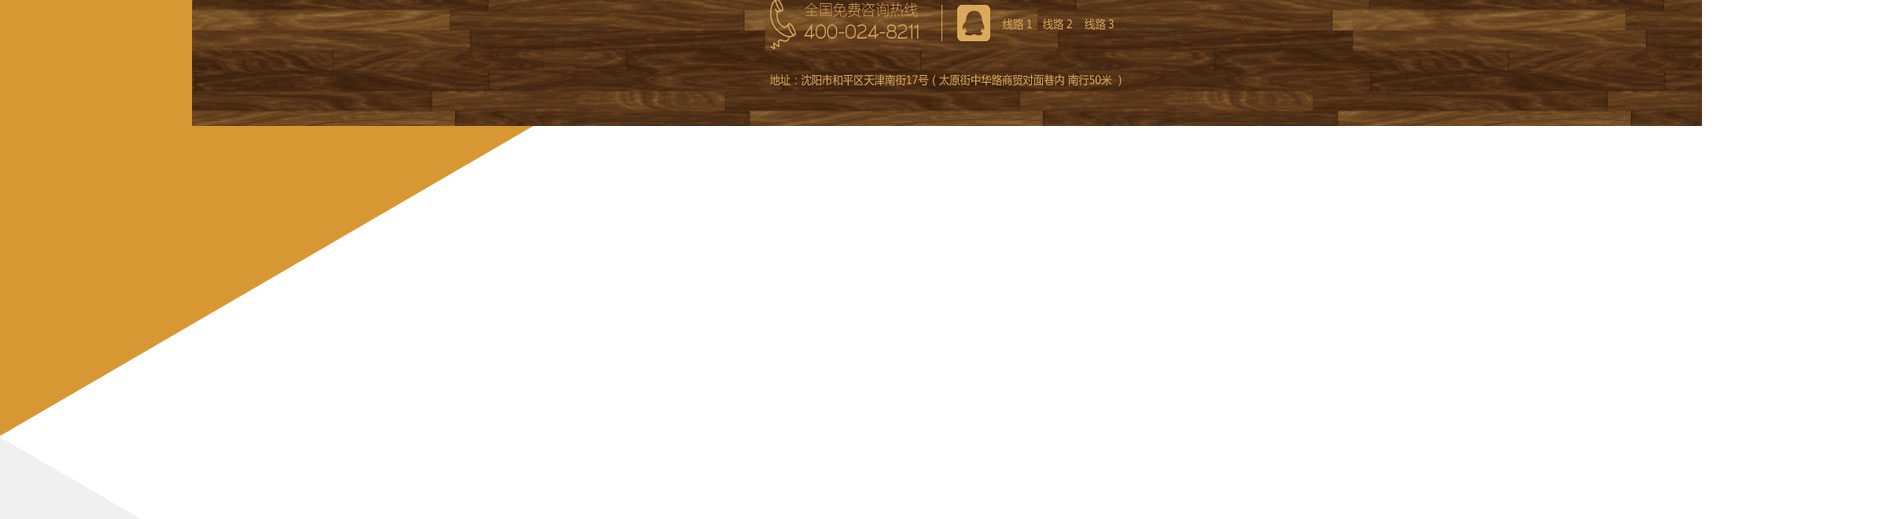 全国免费咨询热线
400-024-8211
线路 1 线路 2 线路 3
地址：沈阳市和平区天津南街17号 ( 太原街中华路商贸对面巷内 南行50米 )